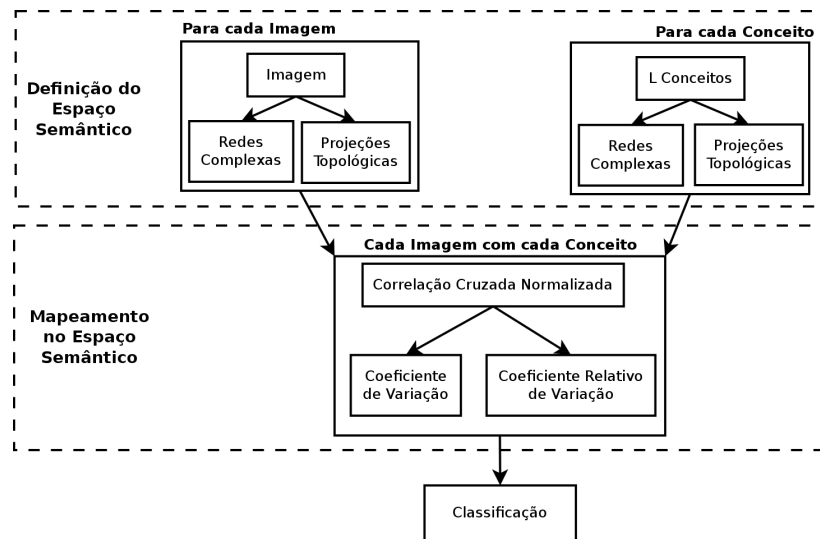 Para cada Imagem
Para cada Conceito
Definição do
Espaço
Semântico
Imagem
Redes
Complexas
Projeções
Topológicas
L Conceitos
Redes
Complexas
Projeções
Topológicas
Cada Imagem com cada Conceito
Mapeamento
no Espaço
Semântico
Correlação Cruzada Normalizada
Coeficiente
de Variação
Coeficiente Relativo
de Variação
Classificação